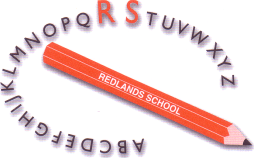 ABCDEFGHIJKLMNOPQRSTUVWXYZ
REDLANDS SCHOOL